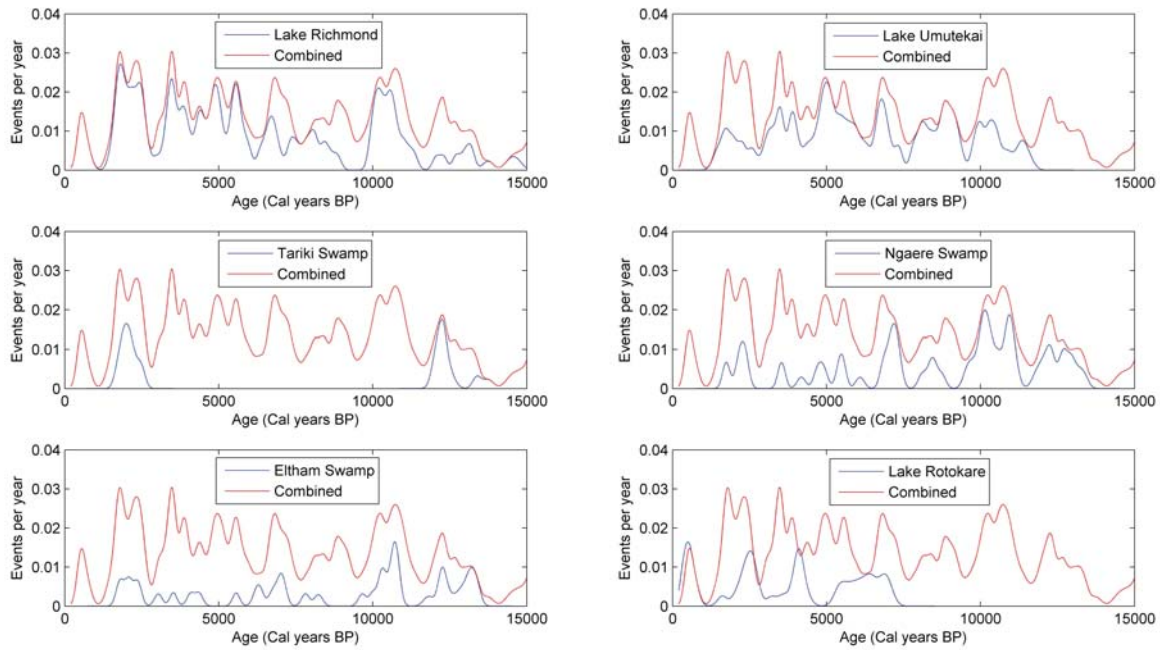 Lake Richmond
Combined
Events per year
0.04
0.03
0.02
0.01
0
0
5000
10000
15000
Age (Cal years BP)
Lake Umutekai
Combined
Events per year
0.04
0.03
0.02
0.01
0
0
5000
10000
15000
Age (Cal years BP)
Tariki Swamp
Combined
Events per year
0.04
0.03
0.02
0.01
0
0
5000
10000
15000
Age (Cal years BP)
Ngaere Swamp
Combined
Events per year
0.04
0.03
0.02
0.01
0
0
5000
10000
15000
Age (Cal years BP)
Eltham Swamp
Combined
Events per year
0.04
0.03
0.02
0.01
0
0
5000
10000
15000
Age (Cal years BP)
Lake Rotokare
Combined
Events per year
0.04
0.03
0.02
0.01
0
0
5000
10000
15000
Age (Cal years BP)